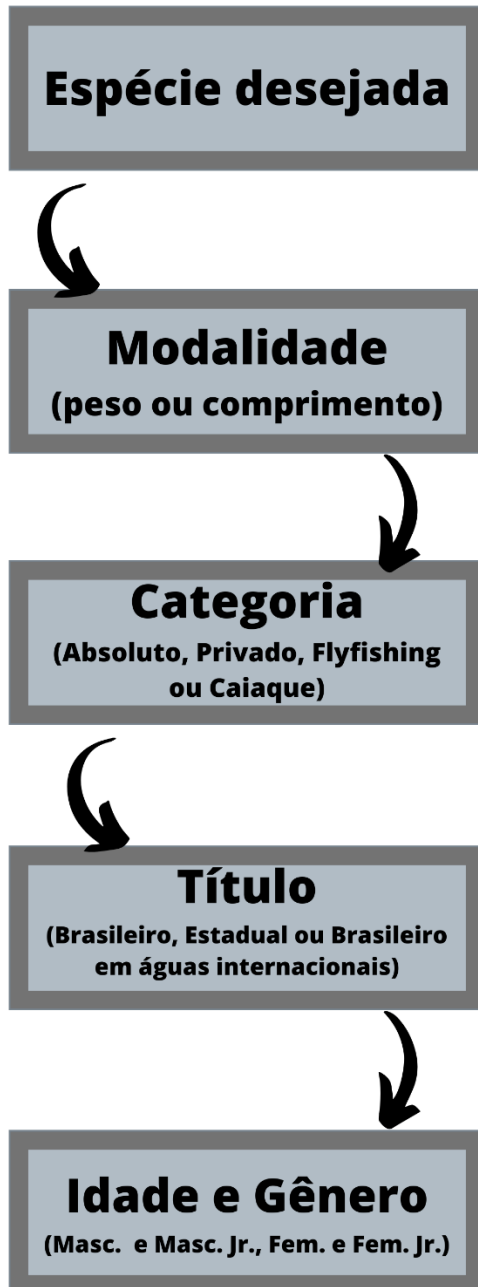 Espécie desejada
Modalidade
(peso ou comprimento)
Categoria
(Absoluto, Privado, Flyfishing
ou Caiaque)
Título
(Brasileiro, Estadual ou Brasileiro
em águas internacionais)
Idade e Gênero
(Masc. e Masc. Jr., Fem. e Fem. Jr.)